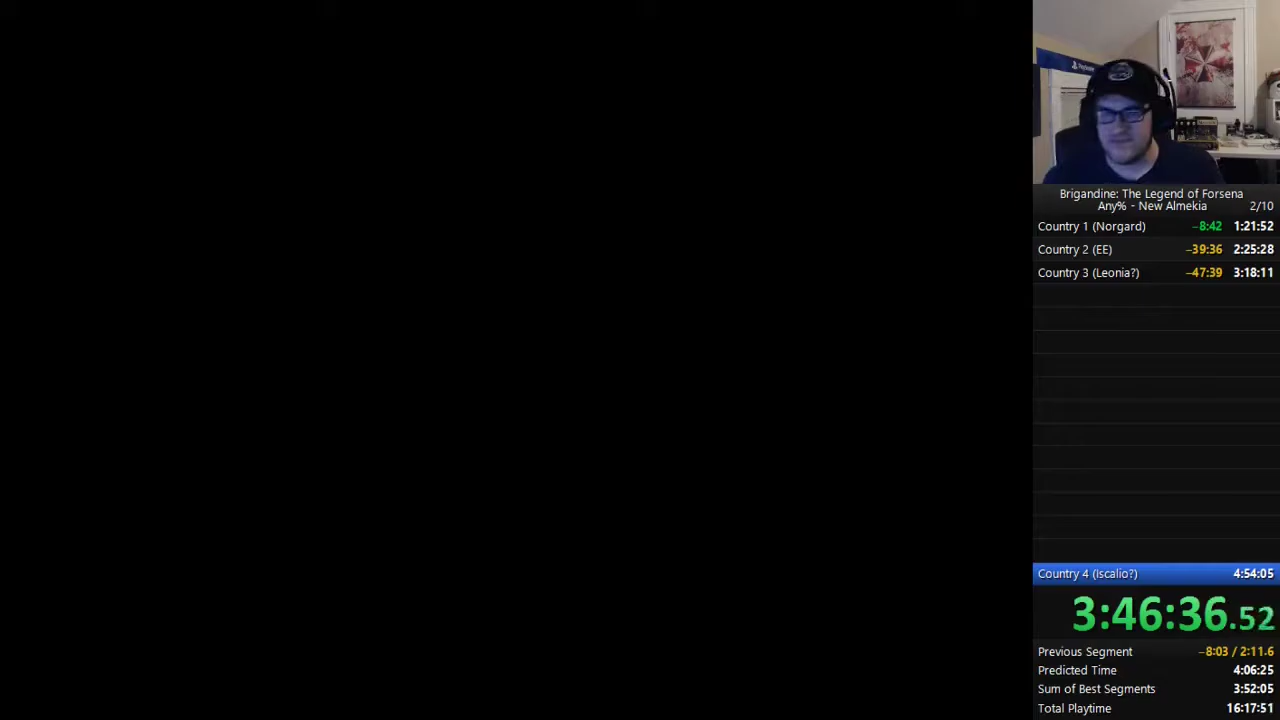 PlayStation
Brigandine: The Legend of Forsena
Any% - New Almekia 2/10
Country 1 (Norgard) −8:42 1:21:52
Country 2 (EE) −39:36 2:25:28
Country 3 (Leonia?) −47:39 3:18:11
Country 4 (Iscalio?) 4:54:05
3:46:36.52
Previous Segment −8:03 / 2:11.6
Predicted Time 4:06:25
Sum of Best Segments 3:52:05
Total Playtime 16:17:51